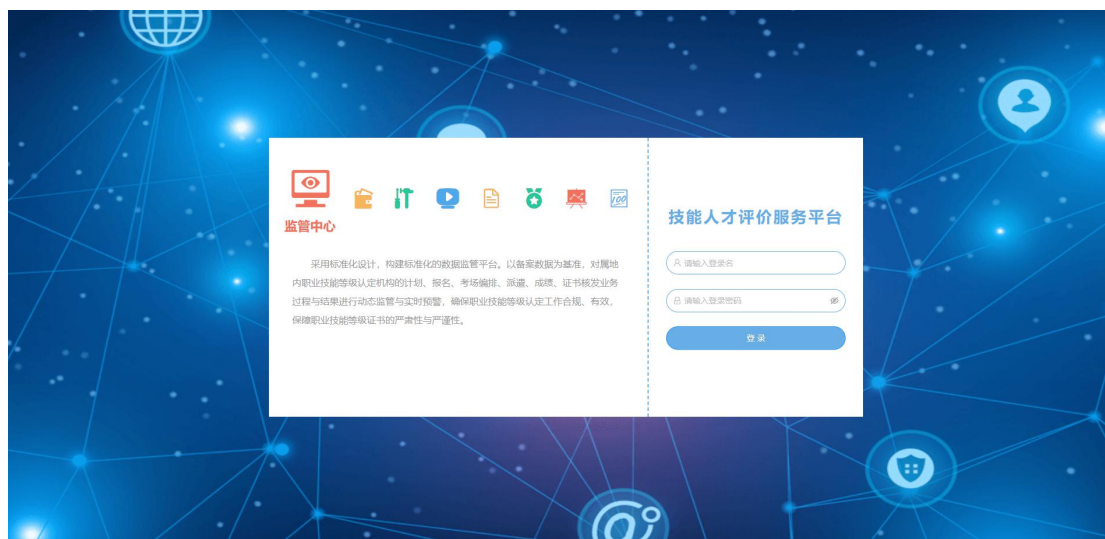 监管中心
采用标准化设计，构建标准化的数据监管平台。以备案数据为基准，对属地
内职业技能等级认定机构的计划、报名、考场编排、派遣、成绩、证书核发业务
过程与结果进行动态监管与实时预警，确保职业技能等级认定工作合规、有效，
保障职业技能等级证书的严肃性与严谨性。
100
技能人才评价服务平台
请输入登录名
请输入登录密码
登录